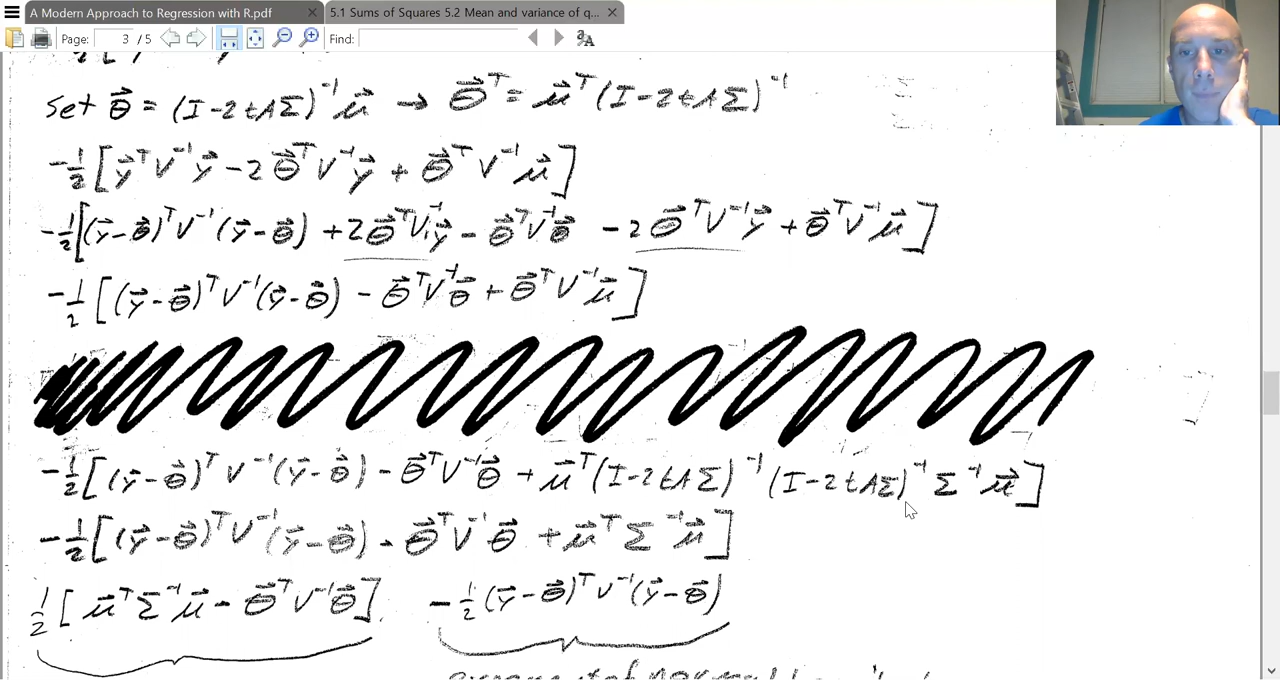 A Modern Approach to Regression with R.pdf
5.1 Sums of Squares 5.2 Mean and variance of q...
Page: 3 / 5
Find:
set θ⃗ = (I-2tAΣ)⁻¹μ⃗ → θ⃗ᵀ = μ⃗ᵀ(I-2tAΣ)⁻¹
-½[y⃗ᵀV⁻¹y⃗ - 2θ⃗ᵀV⁻¹y⃗ + θ⃗ᵀV⁻¹μ⃗]
-½[(y⃗-θ⃗)ᵀV⁻¹(y⃗-θ⃗) + 2θ⃗ᵀV⁻¹y⃗ - θ⃗ᵀV⁻¹θ⃗ - 2θ⃗ᵀV⁻¹y⃗ + θ⃗ᵀV⁻¹μ⃗]
-½[(y⃗-θ⃗)ᵀV⁻¹(y⃗-θ⃗) - θ⃗ᵀV⁻¹θ⃗ + θ⃗ᵀV⁻¹μ⃗]
-½[(y⃗-θ⃗)ᵀV⁻¹(y⃗-θ⃗) - θ⃗ᵀV⁻¹θ⃗ + μ⃗ᵀ(I-2tAΣ)⁻¹(I-2tAΣ)⁻¹Σ⁻¹μ⃗]
-½[(y⃗-θ⃗)ᵀV⁻¹(y⃗-θ⃗) - θ⃗ᵀV⁻¹θ⃗ + μ⃗ᵀΣ⁻¹μ⃗]
½[μ⃗ᵀΣ⁻¹μ⃗ - θ⃗ᵀV⁻¹θ⃗] -½(y⃗-θ⃗)ᵀV⁻¹(y⃗-θ⃗)